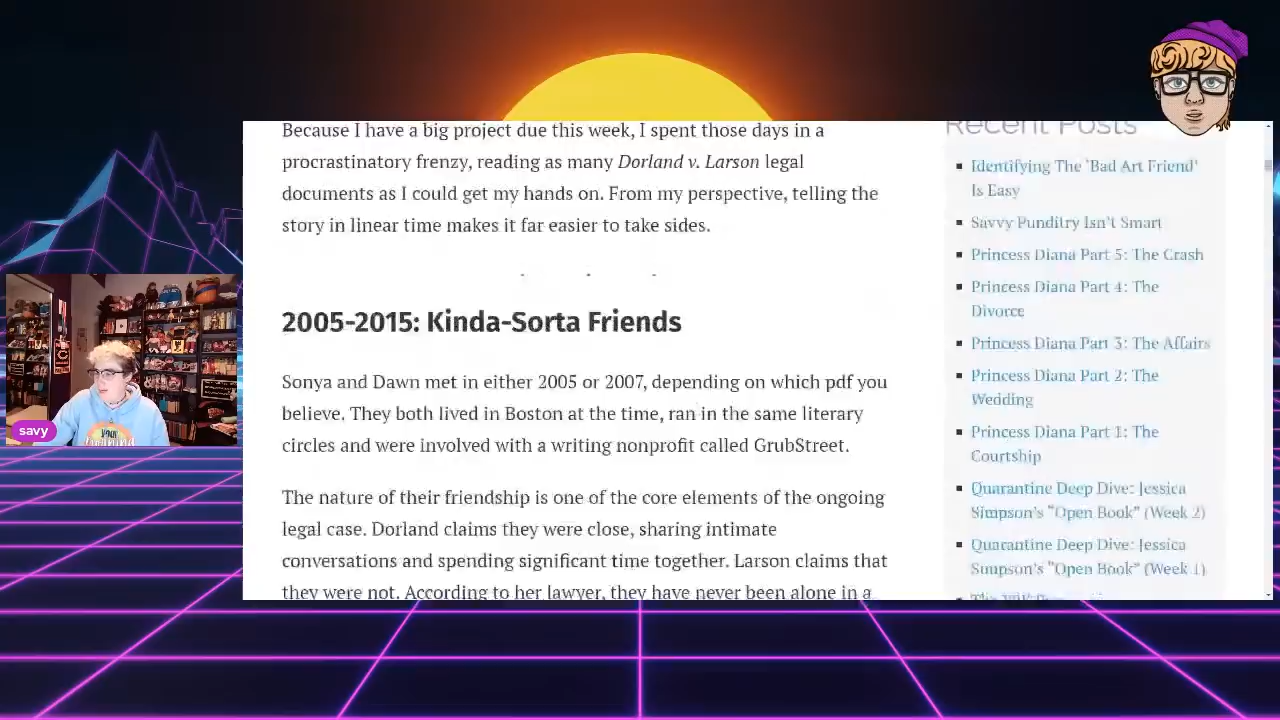 Because I have a big project due this week, I spent those days in a
procrastinatory frenzy, reading as many Dorland v. Larson legal
documents as I could get my hands on. From my perspective, telling the
story in linear time makes it far easier to take sides.
2005-2015: Kinda-Sorta Friends
Sonya and Dawn met in either 2005 or 2007, depending on which pdf you
believe. They both lived in Boston at the time, ran in the same literary
circles and were involved with a writing nonprofit called GrubStreet.
The nature of their friendship is one of the core elements of the ongoing
legal case. Dorland claims they were close, sharing intimate
conversations and spending significant time together. Larson claims that
they were not. According to her lawyer, they have never been alone in a
Recent Posts
Identifying The 'Bad Art Friend'
Is Easy
Savvy Punditry Isn't Smart
Princess Diana Part 5: The Crash
Princess Diana Part 4: The
Divorce
Princess Diana Part 3: The Affairs
Princess Diana Part 2: The
Wedding
Princess Diana Part 1: The
Courtship
Quarantine Deep Dive: Jessica
Simpson's "Open Book" (Week 2)
Quarantine Deep Dive: Jessica
Simpson's "Open Book" (Week 1)
savy